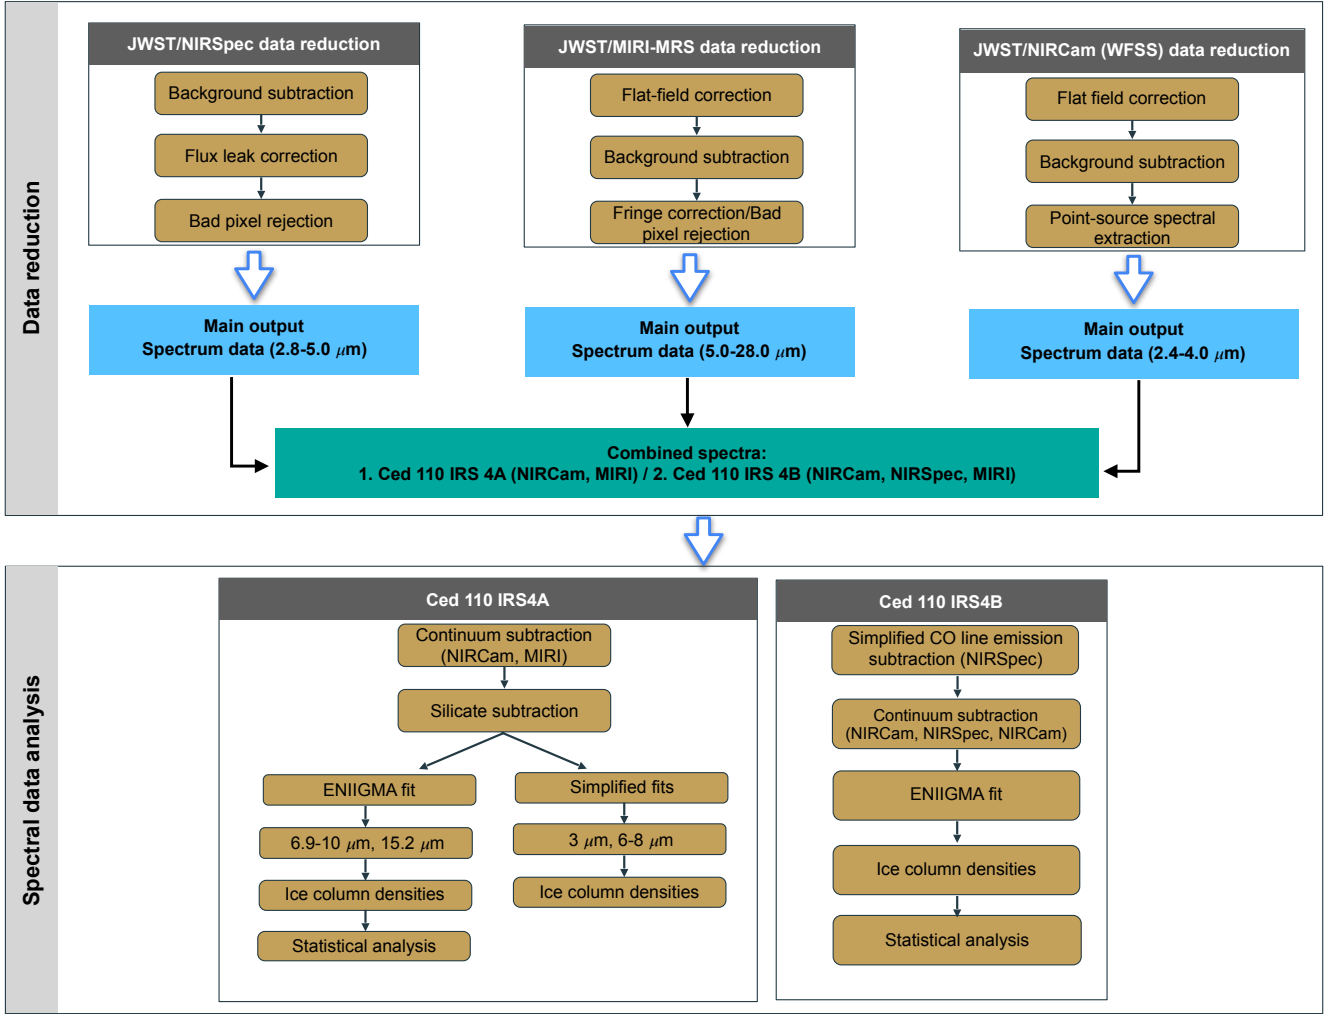 Data reduction
JWST/NIRSpec data reduction
Background subtraction
Flux leak correction
Bad pixel rejection
Main output
Spectrum data (2.8-5.0 μm)
JWST/MIRI-MRS data reduction
Flat-field correction
Background subtraction
Fringe correction/Bad
pixel rejection
Main output
Spectrum data (5.0-28.0 μm)
JWST/NIRCam (WFSS) data reduction
Flat field correction
Background subtraction
Point-source spectral
extraction
Main output
Spectrum data (2.4-4.0 μm)
Combined spectra:
1. Ced 110 IRS 4A (NIRCam, MIRI) / 2. Ced 110 IRS 4B (NIRCam, NIRSpec, MIRI)
Spectral data analysis
Ced 110 IRS4A
Continuum subtraction
(NIRCam, MIRI)
Silicate subtraction
ENIIGMA fit
6.9-10 μm, 15.2 μm
Ice column densities
Statistical analysis
Simplified fits
3 μm, 6-8 μm
Ice column densities
Ced 110 IRS4B
Simplified CO line emission
subtraction (NIRSpec)
Continuum subtraction
(NIRCam, NIRSpec, NIRCam)
ENIIGMA fit
Ice column densities
Statistical analysis